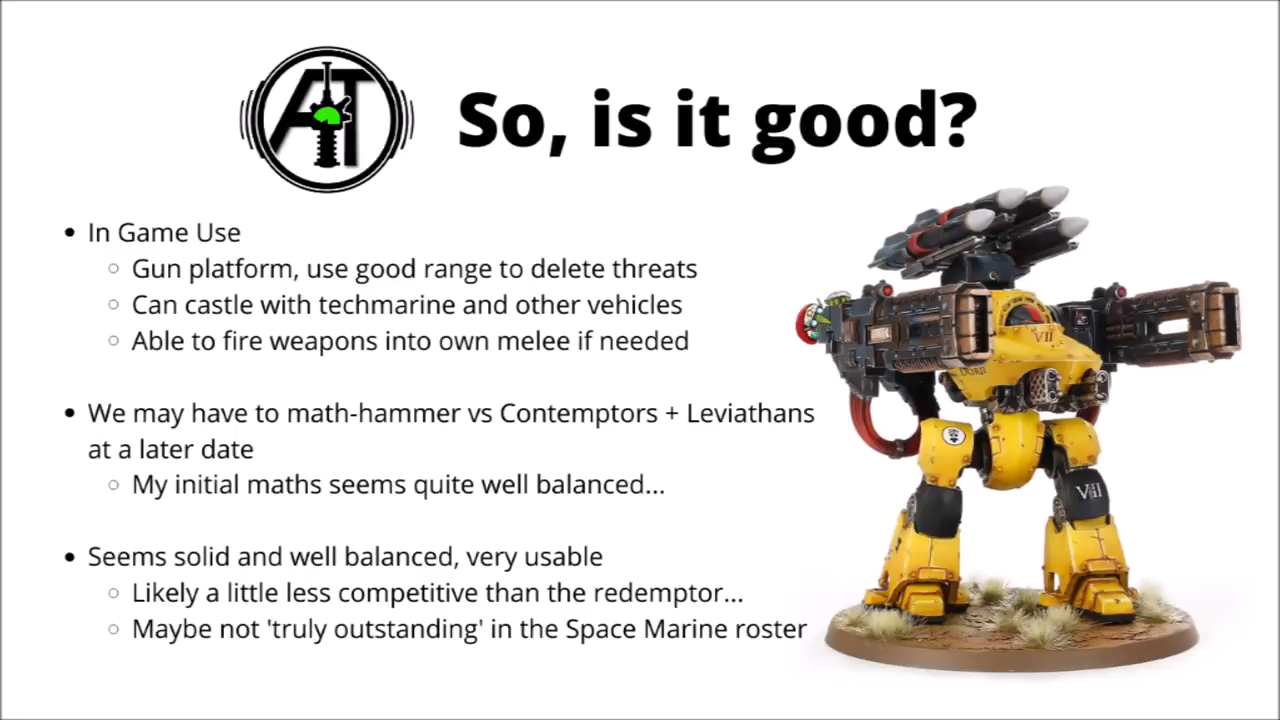 AT
So, is it good?
In Game Use
Gun platform, use good range to delete threats
Can castle with techmarine and other vehicles
Able to fire weapons into own melee if needed
We may have to math-hammer vs Contemptors + Leviathans
at a later date
My initial maths seems quite well balanced...
Seems solid and well balanced, very usable
Likely a little less competitive than the redemptor...
Maybe not 'truly outstanding' in the Space Marine roster
VII
DORN
VII